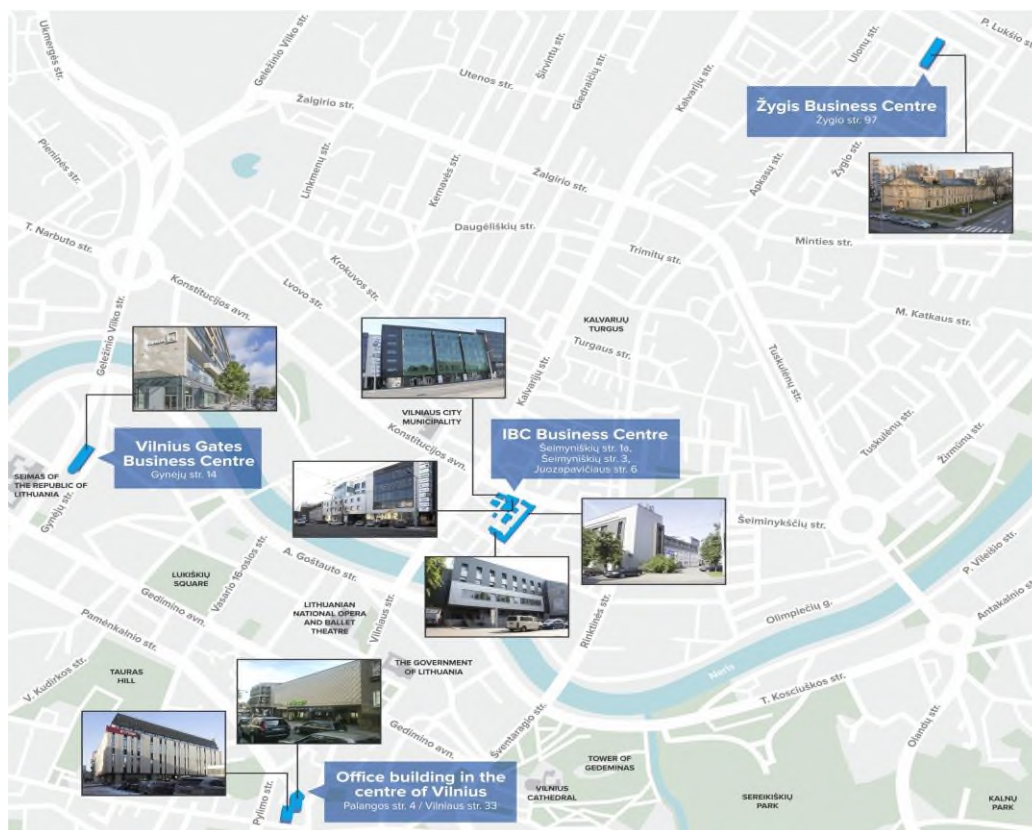 Ukmergės str.
Geležinio Vilko str.
Utenos str.
Širvintų str.
Giedraičių str.
Kalvarijų str.
Ulonų str.
P. Lukšio str.
Žalgirio str.
Žygis Business Centre
Žygio str. 97
Pieninės str.
Linkmenų str.
Kernavės str.
Žalgirio str.
Apkasų str.
Žygio str.
T. Narbuto str.
Daugėliškių str.
Trimitų str.
Minties str.
Konstitucijos avn.
Lvovo str.
Krokuvos str.
Geležinio Vilko str.
M. Katkaus str.
KALVARIJŲ
TURGUS
Turgaus str.
Kalvarijų str.
Tuskulėnų str.
VILNIAUS CITY
MUNICIPALITY
Konstitucijos avn.
Tuskulėnų str.
Žirmūnų str.
Vilnius Gates
Business Centre
Gynėjų str. 14
IBC Business Centre
Šeimyniškių str. 1a,
Šeimyniškių str. 3,
Juozapavičiaus str. 6
SEIMAS OF
THE REPUBLIC OF
LITHUANIA
Gynėjų str.
Šeiminykščių str.
A. Goštauto str.
P. Vileišio str.
LUKIŠKIŲ
SQUARE
Vasario 16-osios str.
Gedimino avn.
Pamėnkalnio str.
LITHUANIAN
NATIONAL OPERA
AND BALLET
THEATRE
Vilniaus str.
Rinktinės str.
Olimpiečių g.
Antakalnio str.
V. Kudirkos str.
TAURAS
HILL
THE GOVERNMENT
OF LITHUANIA
Neris
T. Kosciuškos str.
Gedimino avn.
Šventaragio str.
Olandų str.
Pylimo str.
Office building in the
centre of Vilnius
Palangos str. 4 / Vilniaus str. 33
TOWER OF
GEDEMINAS
VILNIUS
CATHEDRAL
SEREIKIŠKIŲ
PARK
KALNŲ
PARK